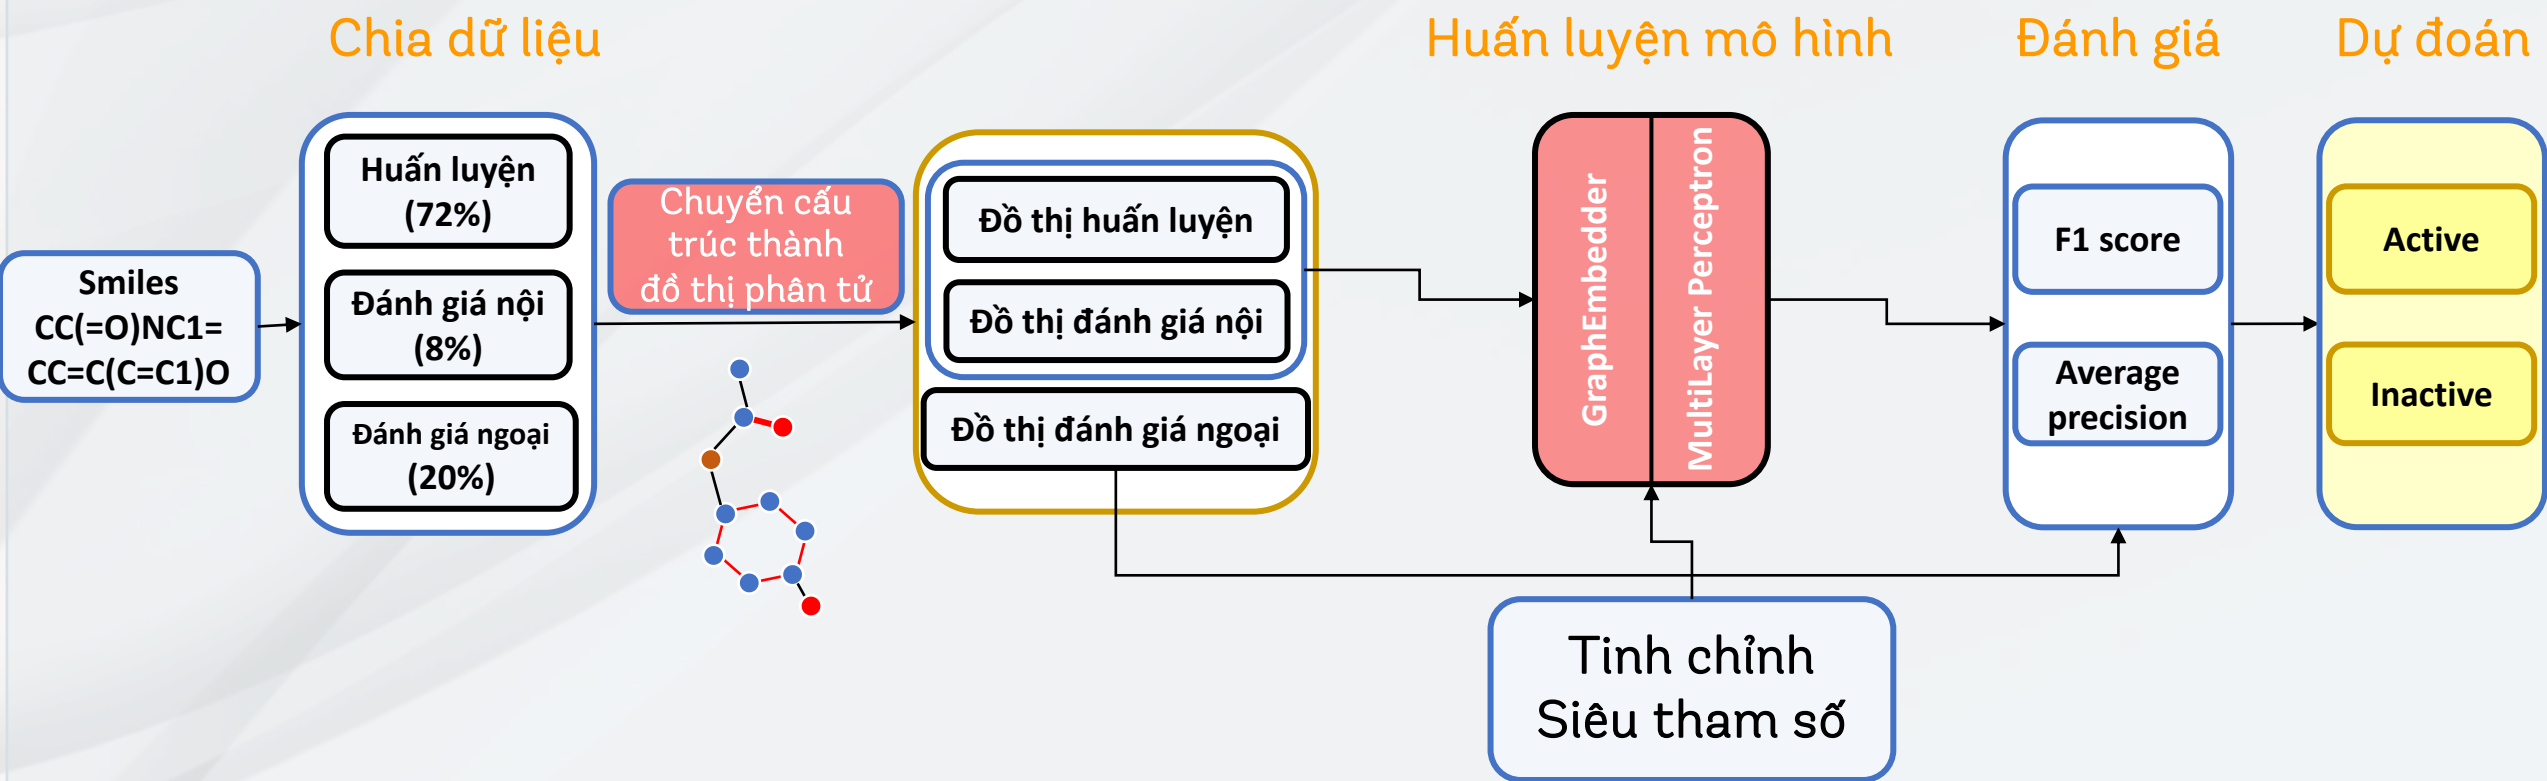 Chia dữ liệu
Huấn luyện mô hình
Đánh giá
Dự đoán
Smiles
CC(=O)NC1=
CC=C(C=C1)O
Huấn luyện
(72%)
Đánh giá nội
(8%)
Đánh giá ngoại
(20%)
Chuyển cấu
trúc thành
đồ thị phân tử
Đồ thị huấn luyện
Đồ thị đánh giá nội
Đồ thị đánh giá ngoại
GraphEmbedder
MultiLayer Perceptron
F1 score
Average
precision
Active
Inactive
Tinh chỉnh
Siêu tham số